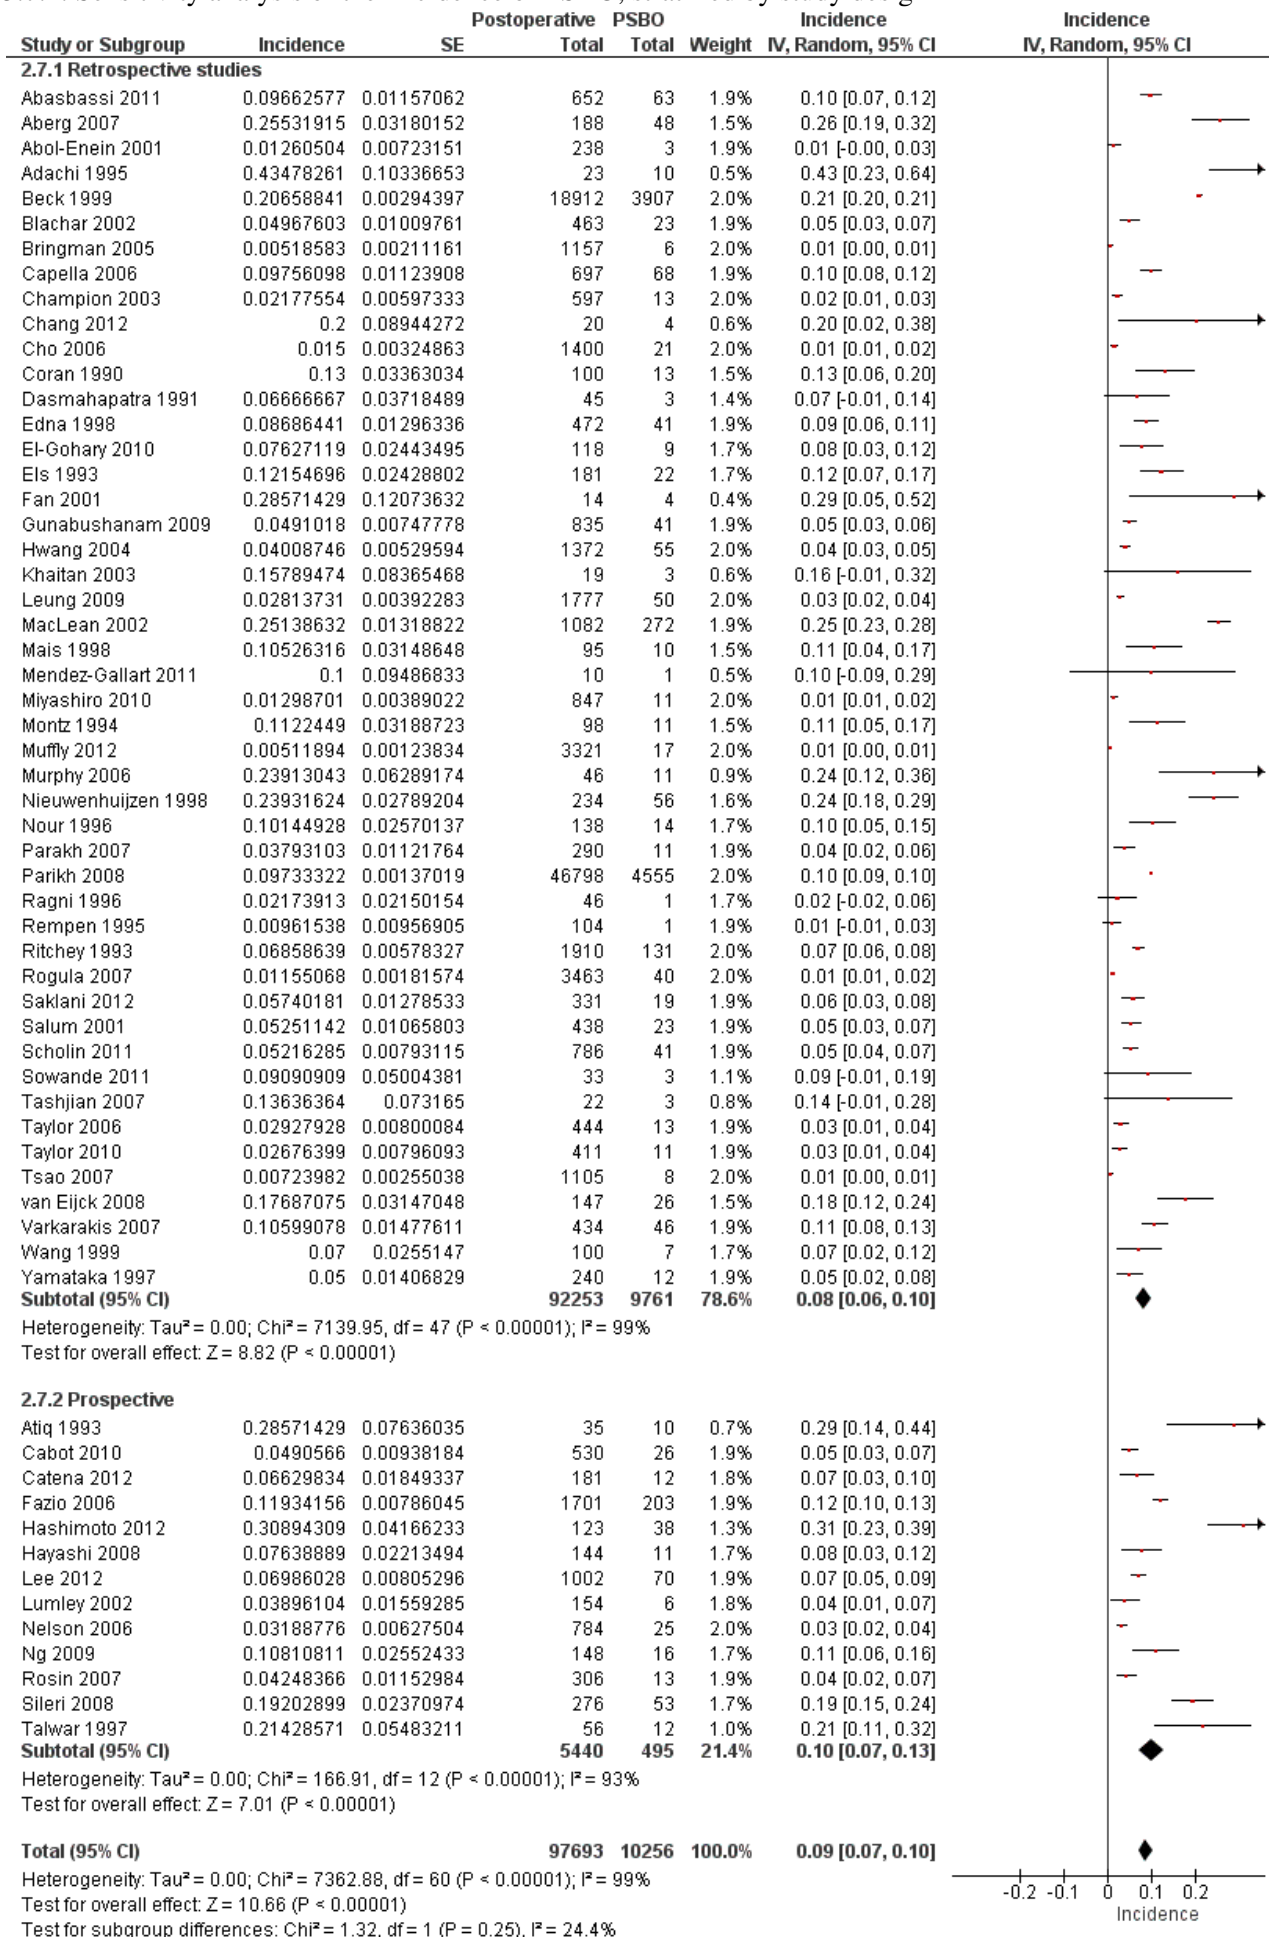 Postoperative PSBO Incidence Incidence
Study or Subgroup Incidence SE Total Total Weight IV, Random, 95% CI IV, Random, 95% CI
2.7.1 Retrospective studies
Abasbassi 2011 0.09662577 0.01157062 652 63 1.9% 0.10 [0.07, 0.12]
Aberg 2007 0.25531915 0.03180152 188 48 1.5% 0.26 [0.19, 0.32]
Abol-Enein 2001 0.01260504 0.00723151 238 3 1.9% 0.01 [-0.00, 0.03]
Adachi 1995 0.43478261 0.10336653 23 10 0.5% 0.43 [0.23, 0.64]
Beck 1999 0.20658841 0.00294397 18912 3907 2.0% 0.21 [0.20, 0.21]
Blachar 2002 0.04967603 0.01009761 463 23 1.9% 0.05 [0.03, 0.07]
Bringman 2005 0.00518583 0.00211161 1157 6 2.0% 0.01 [0.00, 0.01]
Capella 2006 0.09756098 0.01123908 697 68 1.9% 0.10 [0.08, 0.12]
Champion 2003 0.02177554 0.00597333 597 13 2.0% 0.02 [0.01, 0.03]
Chang 2012 0.2 0.08944272 20 4 0.6% 0.20 [0.02, 0.38]
Cho 2006 0.015 0.00324863 1400 21 2.0% 0.01 [0.01, 0.02]
Coran 1990 0.13 0.03363034 100 13 1.5% 0.13 [0.06, 0.20]
Dasmahapatra 1991 0.06666667 0.03718489 45 3 1.4% 0.07 [-0.01, 0.14]
Edna 1998 0.08686441 0.01296336 472 41 1.9% 0.09 [0.06, 0.11]
El-Gohary 2010 0.07627119 0.02443495 118 9 1.7% 0.08 [0.03, 0.12]
Els 1993 0.12154696 0.02428802 181 22 1.7% 0.12 [0.07, 0.17]
Fan 2001 0.28571429 0.12073632 14 4 0.4% 0.29 [0.05, 0.52]
Gunabushanam 2009 0.0491018 0.00747778 835 41 1.9% 0.05 [0.03, 0.06]
Hwang 2004 0.04008746 0.00529594 1372 55 2.0% 0.04 [0.03, 0.05]
Khaitan 2003 0.15789474 0.08365468 19 3 0.6% 0.16 [-0.01, 0.32]
Leung 2009 0.02813731 0.00392283 1777 50 2.0% 0.03 [0.02, 0.04]
MacLean 2002 0.25138632 0.01318822 1082 272 1.9% 0.25 [0.23, 0.28]
Mais 1998 0.10526316 0.03148648 95 10 1.5% 0.11 [0.04, 0.17]
Mendez-Gallart 2011 0.1 0.09486833 10 1 0.5% 0.10 [-0.09, 0.29]
Miyashiro 2010 0.01298701 0.00389022 847 11 2.0% 0.01 [0.01, 0.02]
Montz 1994 0.1122449 0.03188723 98 11 1.5% 0.11 [0.05, 0.17]
Muffly 2012 0.00511894 0.00123834 3321 17 2.0% 0.01 [0.00, 0.01]
Murphy 2006 0.23913043 0.06289174 46 11 0.9% 0.24 [0.12, 0.36]
Nieuwenhuijzen 1998 0.23931624 0.02789204 234 56 1.6% 0.24 [0.18, 0.29]
Nour 1996 0.10144928 0.02570137 138 14 1.7% 0.10 [0.05, 0.15]
Parakh 2007 0.03793103 0.01121764 290 11 1.9% 0.04 [0.02, 0.06]
Parikh 2008 0.09733322 0.00137019 46798 4555 2.0% 0.10 [0.09, 0.10]
Ragni 1996 0.02173913 0.02150154 46 1 1.7% 0.02 [-0.02, 0.06]
Rempen 1995 0.00961538 0.00956905 104 1 1.9% 0.01 [-0.01, 0.03]
Ritchey 1993 0.06858639 0.00578327 1910 131 2.0% 0.07 [0.06, 0.08]
Rogula 2007 0.01155068 0.00181574 3463 40 2.0% 0.01 [0.01, 0.02]
Saklani 2012 0.05740181 0.01278533 331 19 1.9% 0.06 [0.03, 0.08]
Salum 2001 0.05251142 0.01065803 438 23 1.9% 0.05 [0.03, 0.07]
Scholin 2011 0.05216285 0.00793115 786 41 1.9% 0.05 [0.04, 0.07]
Sowande 2011 0.09090909 0.05004381 33 3 1.1% 0.09 [-0.01, 0.19]
Tashjian 2007 0.13636364 0.073165 22 3 0.8% 0.14 [-0.01, 0.28]
Taylor 2006 0.02927928 0.00800084 444 13 1.9% 0.03 [0.01, 0.04]
Taylor 2010 0.02676399 0.00796093 411 11 1.9% 0.03 [0.01, 0.04]
Tsao 2007 0.00723982 0.00255038 1105 8 2.0% 0.01 [0.00, 0.01]
van Eijck 2008 0.17687075 0.03147048 147 26 1.5% 0.18 [0.12, 0.24]
Varkarakis 2007 0.10599078 0.01477611 434 46 1.9% 0.11 [0.08, 0.13]
Wang 1999 0.07 0.0255147 100 7 1.7% 0.07 [0.02, 0.12]
Yamataka 1997 0.05 0.01406829 240 12 1.9% 0.05 [0.02, 0.08]
Subtotal (95% CI) 92253 9761 78.6% 0.08 [0.06, 0.10]
Heterogeneity: Tau² = 0.00; Chi² = 7139.95, df = 47 (P < 0.00001); I² = 99%
Test for overall effect: Z = 8.82 (P < 0.00001)
2.7.2 Prospective
Atiq 1993 0.28571429 0.07636035 35 10 0.7% 0.29 [0.14, 0.44]
Cabot 2010 0.0490566 0.00938184 530 26 1.9% 0.05 [0.03, 0.07]
Catena 2012 0.06629834 0.01849337 181 12 1.8% 0.07 [0.03, 0.10]
Fazio 2006 0.11934156 0.00786045 1701 203 1.9% 0.12 [0.10, 0.13]
Hashimoto 2012 0.30894309 0.04166233 123 38 1.3% 0.31 [0.23, 0.39]
Hayashi 2008 0.07638889 0.02213494 144 11 1.7% 0.08 [0.03, 0.12]
Lee 2012 0.06986028 0.00805296 1002 70 1.9% 0.07 [0.05, 0.09]
Lumley 2002 0.03896104 0.01559285 154 6 1.8% 0.04 [0.01, 0.07]
Nelson 2006 0.03188776 0.00627504 784 25 2.0% 0.03 [0.02, 0.04]
Ng 2009 0.10810811 0.02552433 148 16 1.7% 0.11 [0.06, 0.16]
Rosin 2007 0.04248366 0.01152984 306 13 1.9% 0.04 [0.02, 0.07]
Sileri 2008 0.19202899 0.02370974 276 53 1.7% 0.19 [0.15, 0.24]
Talwar 1997 0.21428571 0.05483211 56 12 1.0% 0.21 [0.11, 0.32]
Subtotal (95% CI) 5440 495 21.4% 0.10 [0.07, 0.13]
Heterogeneity: Tau² = 0.00; Chi² = 166.91, df = 12 (P < 0.00001); I² = 93%
Test for overall effect: Z = 7.01 (P < 0.00001)
Total (95% CI) 97693 10256 100.0% 0.09 [0.07, 0.10]
Heterogeneity: Tau² = 0.00; Chi² = 7362.88, df = 60 (P < 0.00001); I² = 99%
Test for overall effect: Z = 10.66 (P < 0.00001)
Test for subgroup differences: Chi² = 1.32, df = 1 (P = 0.25), I² = 24.4%
-0.2 -0.1 0 0.1 0.2
Incidence